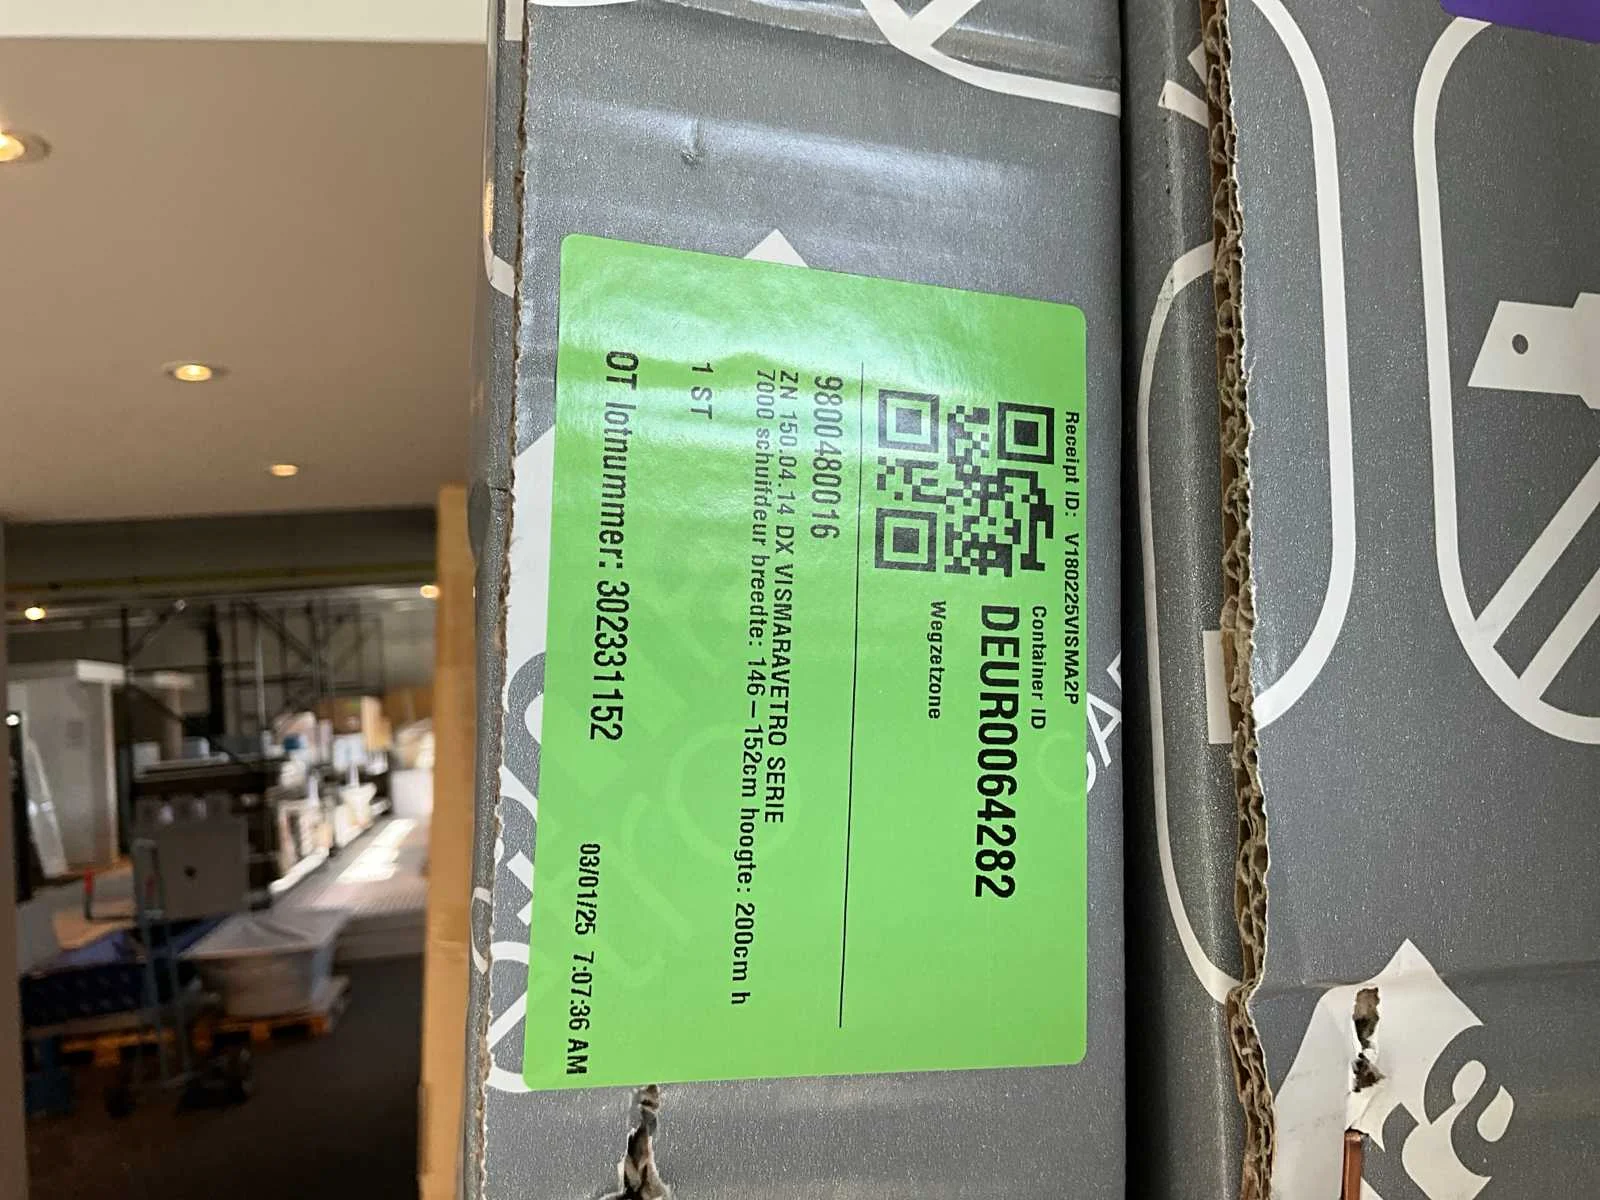 Receipt ID: V180225VISMA2P
Container ID
DEUR0064282
Wegzetzone
9800480016
ZN 150.04.14 DX VISMARAVETRO SERIE
7000 schuifdeur breedte: 146-152cm hoogte: 200cm h
1 ST
OT lotnummer: 302331152
03/01/25 7:07:36 AM